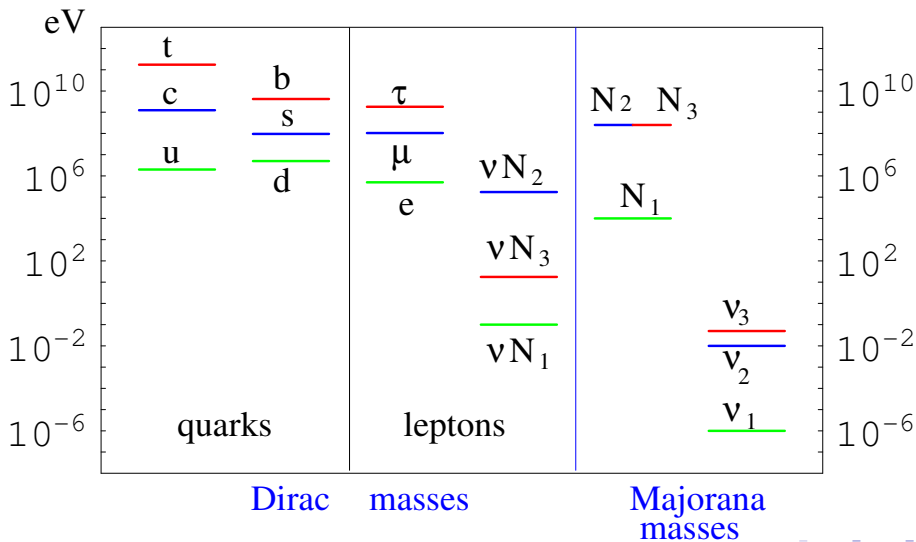 eV
t
b
10^10
c
τ
N₂ N₃
10^10
s
u
μ
νN₂
10^6
d
e
N₁
10^6
10^2
νN₃
10^2
ν₃
10^-2
νN₁
ν₂
10^-2
ν₁
10^-6
quarks
leptons
10^-6
Dirac masses
Majorana
masses